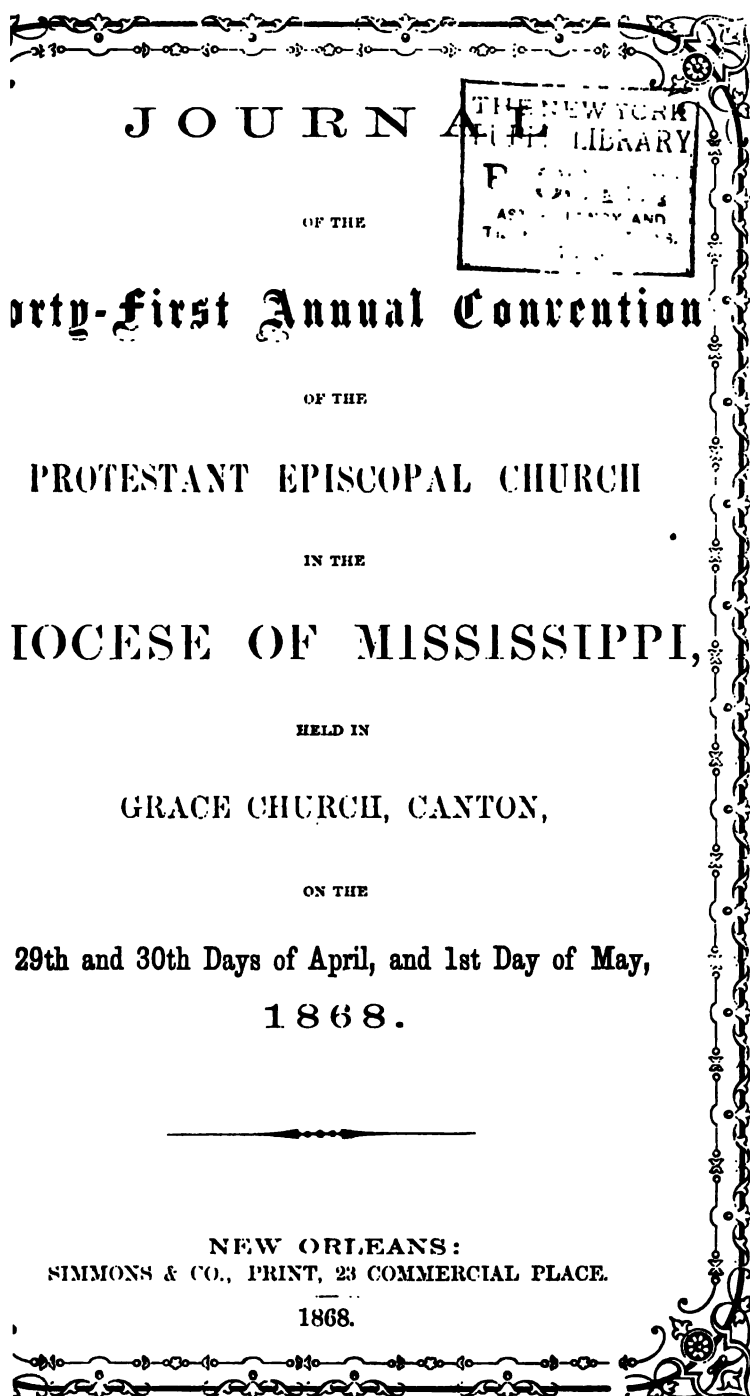 JOURNAL
THE NEW YORK
LIBRARY
AND
OF THE
orty-First Annual Convention
OF THE
PROTESTANT EPISCOPAL CHURCH
IN THE
IOCESE OF MISSISSIPPI,
HELD IN
GRACE CHURCH, CANTON,
ON THE
29th and 30th Days of April, and 1st Day of May,
1868.
NEW ORLEANS:
SIMMONS & CO., PRINT, 23 COMMERCIAL PLACE.
1868.